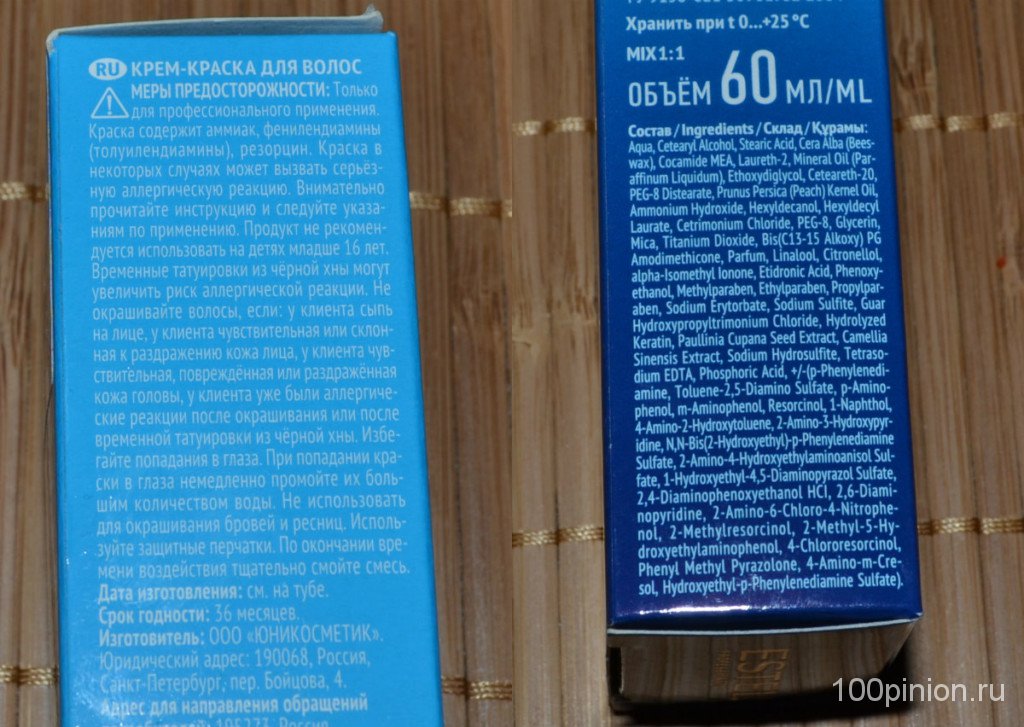 RU КРЕМ-КРАСКА ДЛЯ ВОЛОС
МЕРЫ ПРЕДОСТОРОЖНОСТИ: Только
для профессионального применения.
Краска содержит аммиак, фенилендиамины
(толуилендиамины), резорцин. Краска в
некоторых случаях может вызвать серьёз-
ную аллергическую реакцию. Внимательно
прочитайте инструкцию и следуйте указа-
ниям по применению. Продукт не рекомен-
дуется использовать на детях младше 16 лет.
Временные татуировки из чёрной хны могут
увеличить риск аллергической реакции. Не
окрашивайте волосы, если: у клиента сыпь
на лице, у клиента чувствительная или склон-
ная к раздражению кожа лица, у клиента чув-
ствительная, повреждённая или раздражённая
кожа головы, у клиента уже были аллергиче-
ские реакции после окрашивания или после
временной татуировки из чёрной хны. Избе-
гайте попадания в глаза. При попадании кра-
ски в глаза немедленно промойте их боль-
шим количеством воды. Не использовать
для окрашивания бровей и ресниц. Исполь-
зуйте защитные перчатки. По окончании вре-
мени воздействия тщательно смойте смесь.
Дата изготовления: см. на тубе.
Срок годности: 36 месяцев.
Изготовитель: ООО «ЮНИКОСМЕТИК».
Юридический адрес: 190068, Россия,
Санкт-Петербург, пер. Бойцова, 4.
Адрес для направления обращений
195273, Россия
Хранить при t 0...+25 °C
MIX 1:1
ОБЪЁМ 60 МЛ/ML
Состав / Ingredients / Склад / Құрамы:
Aqua, Cetearyl Alcohol, Stearic Acid, Cera Alba (Bees-
wax), Cocamide MEA, Laureth-2, Mineral Oil (Par-
affinum Liquidum), Ethoxydiglycol, Ceteareth-20,
PEG-8 Distearate, Prunus Persica (Peach) Kernel Oil,
Ammonium Hydroxide, Hexyldecanol, Hexyldecyl
Laurate, Cetrimonium Chloride, PEG-8, Glycerin,
Mica, Titanium Dioxide, Bis(C13-15 Alkoxy) PG
Amodimethicone, Parfum, Linalool, Citronellol,
alpha-Isomethyl Ionone, Etidronic Acid, Phenoxy-
ethanol, Methylparaben, Ethylparaben, Propylpar-
aben, Sodium Erytorbate, Sodium Sulfite, Guar
Hydroxypropyltrimonium Chloride, Hydrolyzed
Keratin, Paullinia Cupana Seed Extract, Camellia
Sinensis Extract, Sodium Hydrosulfite, Tetraso-
dium EDTA, Phosphoric Acid, +/-(p-Phenylenedi-
amine, Toluene-2,5-Diamino Sulfate, p-Amino-
phenol, m-Aminophenol, Resorcinol, 1-Naphthol,
4-Amino-2-Hydroxytoluene, 2-Amino-3-Hydroxypyr-
idine, N,N-Bis(2-Hydroxyethyl)-p-Phenylenediamine
Sulfate, 2-Amino-4-Hydroxyethylaminoanisol Sul-
fate, 1-Hydroxyethyl-4,5-Diaminopyrazol Sulfate,
2,4-Diaminophenoxyethanol HCl, 2,6-Diami-
nopyridine, 2-Amino-6-Chloro-4-Nitrophe-
nol, 2-Methylresorcinol, 2-Methyl-5-Hy-
droxyethylaminophenol, 4-Chlororesorcinol,
Phenyl Methyl Pyrazolone, 4-Amino-m-Cre-
sol, Hydroxyethyl-p-Phenylenediamine Sulfate).
100pinion.ru